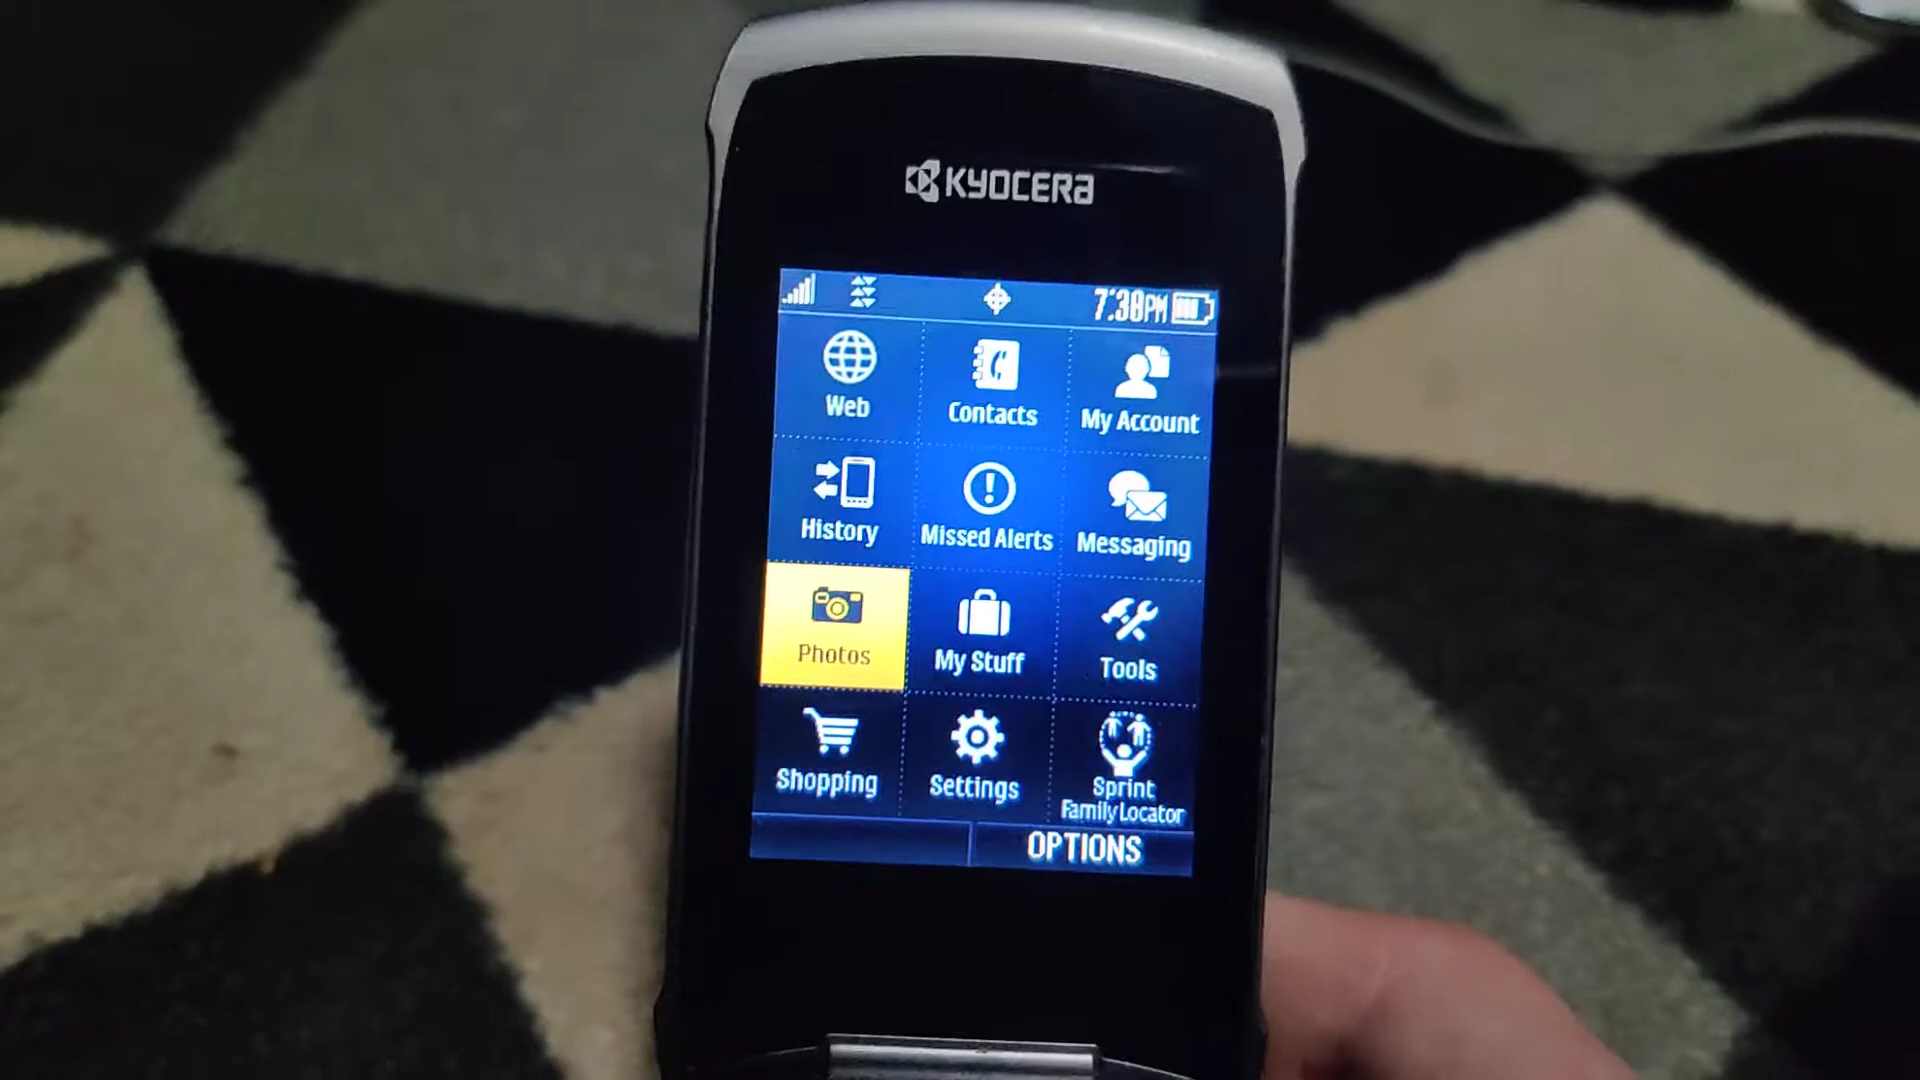 KYOCERA
7:30PM
Web
Contacts
My Account
History
Missed Alerts
Messaging
Photos
My Stuff
Tools
Shopping
Settings
Sprint
Family Locator
OPTIONS